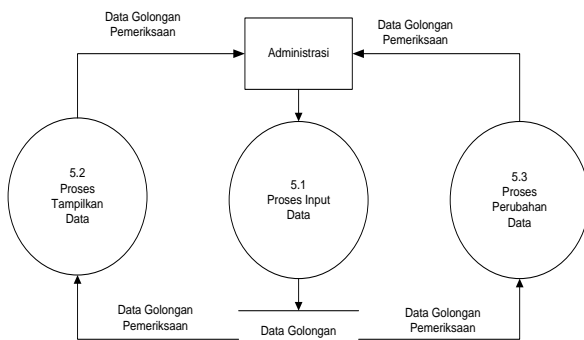 Data Golongan
Pemeriksaan
Administrasi
Data Golongan
Pemeriksaan
5.2
Proses
Tampilkan
Data
5.1
Proses Input
Data
5.3
Proses
Perubahan
Data
Data Golongan
Pemeriksaan
Data Golongan
Data Golongan
Pemeriksaan